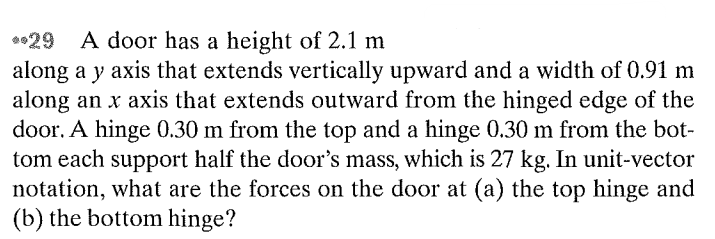 ••29 A door has a height of 2.1 m
along a y axis that extends vertically upward and a width of 0.91 m
along an x axis that extends outward from the hinged edge of the
door. A hinge 0.30 m from the top and a hinge 0.30 m from the bot-
tom each support half the door's mass, which is 27 kg. In unit-vector
notation, what are the forces on the door at (a) the top hinge and
(b) the bottom hinge?